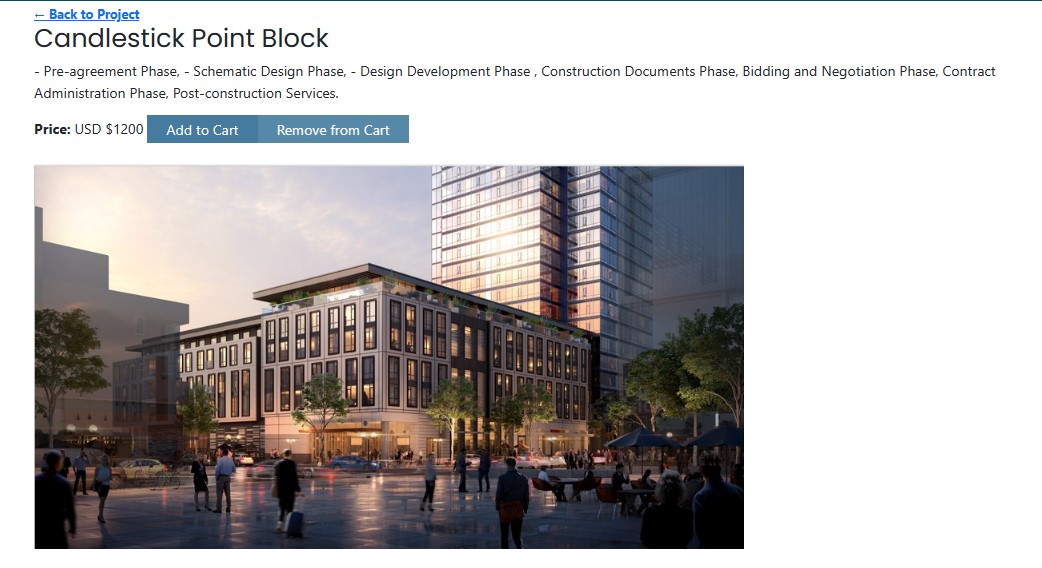 ← Back to Project
Candlestick Point Block
- Pre-agreement Phase, - Schematic Design Phase, - Design Development Phase , Construction Documents Phase, Bidding and Negotiation Phase, Contract
Administration Phase, Post-construction Services.
Price: USD $1200 Add to Cart Remove from Cart